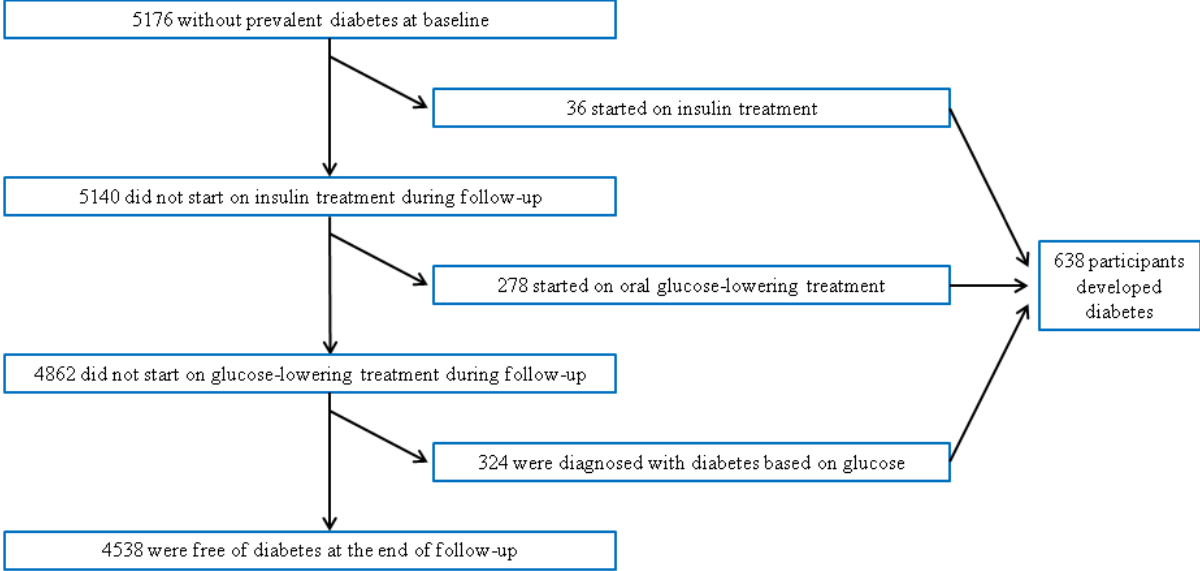 5176 without prevalent diabetes at baseline
36 started on insulin treatment
5140 did not start on insulin treatment during follow-up
278 started on oral glucose-lowering treatment
638 participants
developed
diabetes
4862 did not start on glucose-lowering treatment during follow-up
324 were diagnosed with diabetes based on glucose
4538 were free of diabetes at the end of follow-up